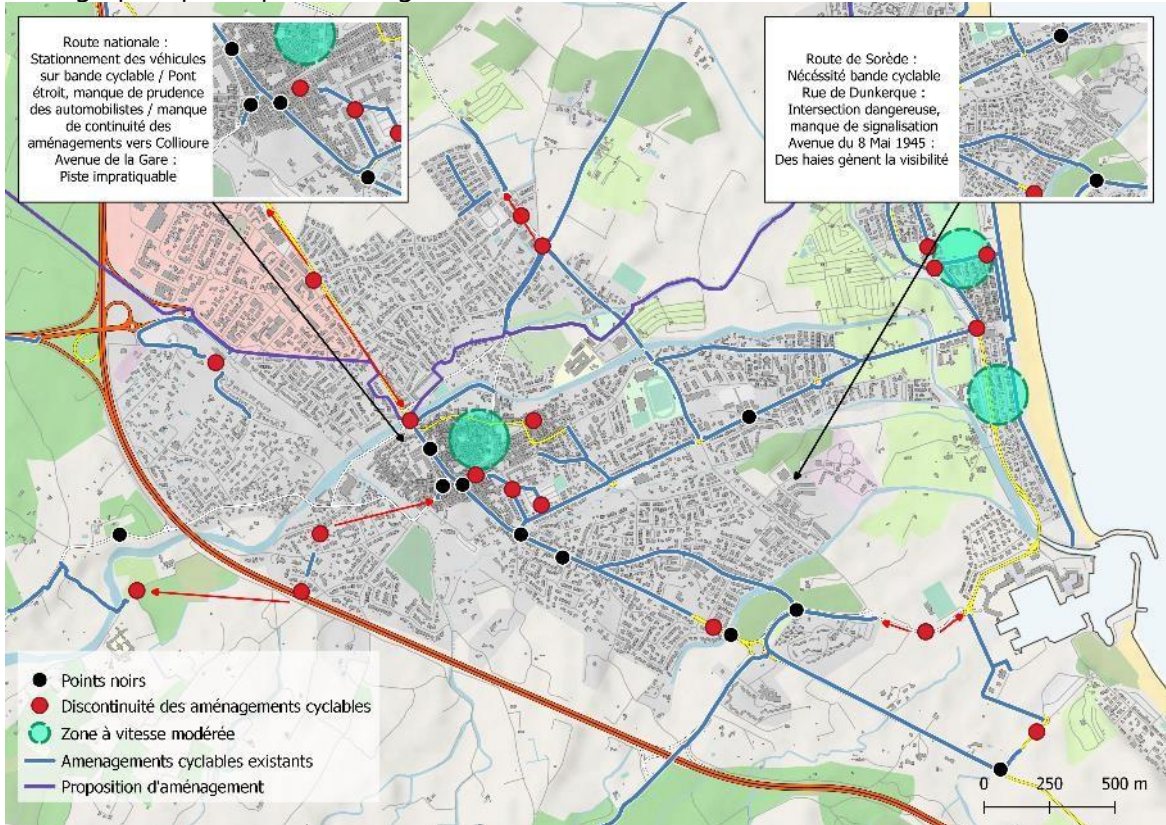 Route nationale :
Stationnement des véhicules
sur bande cyclable / Pont
étroit, manque de prudence
des automobilistes / manque
de continuité des
aménagements vers Collioure
Avenue de la Gare :
Piste impratiquable
Route de Sorède :
Nécéssité bande cyclable
Rue de Dunkerque :
Intersection dangereuse,
manque de signalisation
Avenue du 8 Mai 1945 :
Des haies gènent la visibilité
Points noirs
Discontinuité des aménagements cyclables
Zone à vitesse modérée
Amenagements cyclables existants
Proposition d'aménagement
0 250 500 m